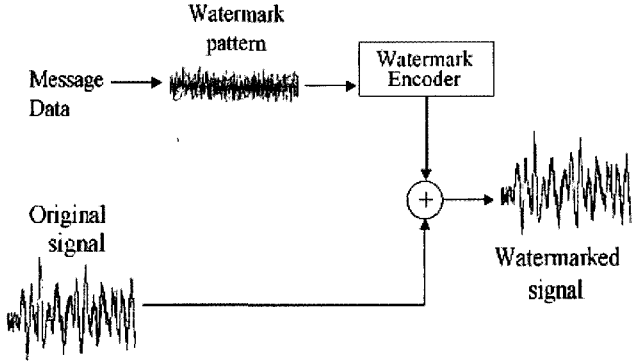 Watermark
pattern
Message
Data
Watermark
Encoder
+
Original
signal
Watermarked
signal